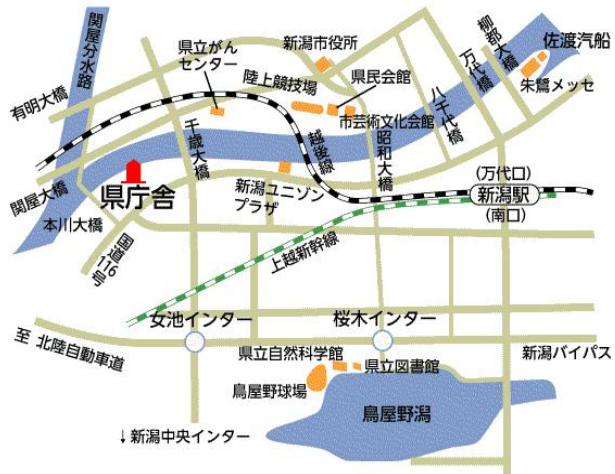 関屋分水路
有明大橋
県立がん
センター
新潟市役所
陸上競技場
県民会館
市芸術文化会館
千歳大橋
越後線
昭和大橋
八千代橋
万代橋
柳都大橋
佐渡汽船
朱鷺メッセ
関屋大橋
県庁舎
本川大橋
国道116号
新潟ユニゾン
プラザ
(万代口)
新潟駅
(南口)
上越新幹線
女池インター
桜木インター
至 北陸自動車道
新潟バイパス
県立自然科学館
県立図書館
鳥屋野球場
鳥屋野潟
↓新潟中央インター